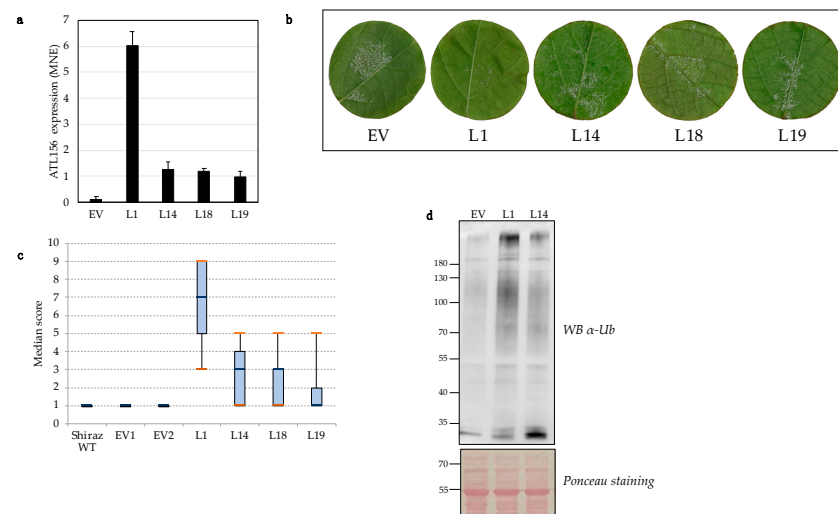 a
7
6
5
4
3
2
1
0
ATL156 expression (MNE)
EV L1 L14 L18 L19
b
EV L1 L14 L18 L19
c
10
9
8
7
6
5
4
3
2
1
0
Median score
Shiraz WT EV1 EV2 L1 L14 L18 L19
d
EV L1 L14
180
130
100
70
55
40
35
WB α-Ub
70
55
Ponceau staining